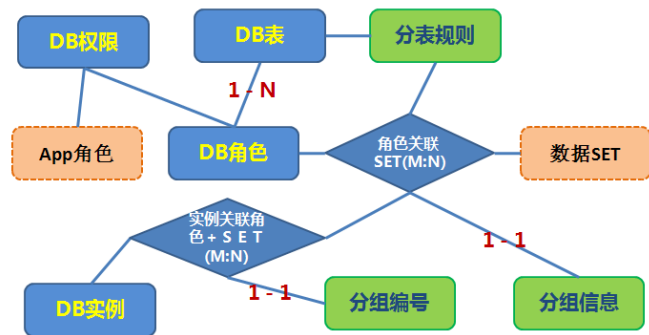 DB权限
DB表
分表规则
1 - N
App角色
DB角色
角色关联
SET(M:N)
数据SET
实例关联角
色+ S E T
(M:N)
1 - 1
1 - 1
DB实例
分组编号
分组信息